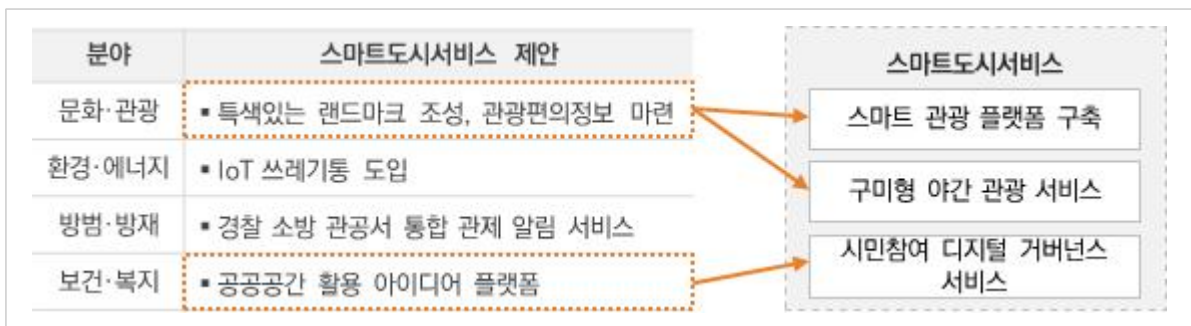 분야 스마트도시서비스 제안
문화·관광 ▪ 특색있는 랜드마크 조성, 관광편의정보 마련
환경·에너지 ▪ IoT 쓰레기통 도입
방범·방재 ▪ 경찰 소방 관공서 통합 관제 알림 서비스
보건·복지 ▪ 공공공간 활용 아이디어 플랫폼
스마트도시서비스
스마트 관광 플랫폼 구축
구미형 야간 관광 서비스
시민참여 디지털 거버넌스
서비스